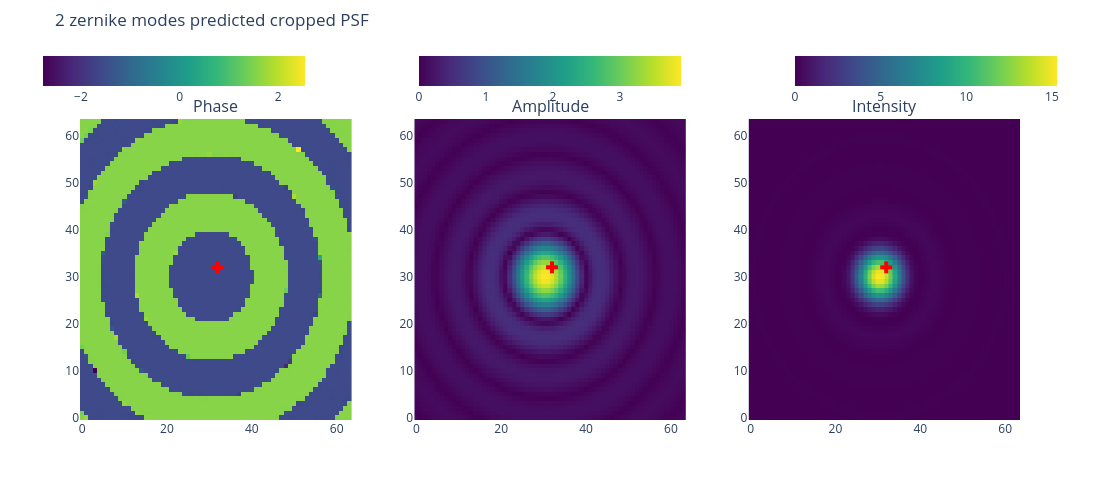 2 zernike modes predicted cropped PSF
−2 0 2
0 1 2 3
0 5 10 15
Phase
Amplitude
Intensity
60 60 60
50 50 50
40 40 40
30 30 30
20 20 20
10 10 10
0 0 0
0 20 40 60
0 20 40 60
0 20 40 60